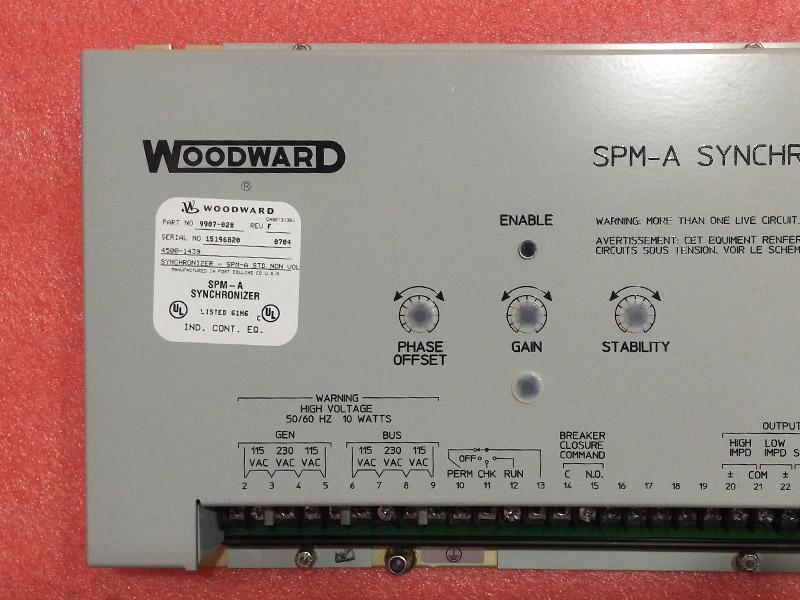 WOODWARD
®
SPM-A SYNCHR
WOODWARD
PART NO 9907-028 REV F
SERIAL NO 15196820 0704
4500-1439
SYNCHRONIZER - SPM-A STD NON VOL
MANUFACTURED IN FORT COLLINS CO U.S.A
SPM-A
SYNCHRONIZER
UL LISTED 61H6 C UL
IND. CONT. EQ.
ENABLE
WARNING: MORE THAN ONE LIVE CIRCUIT.
AVERTISSEMENT: CET EQUIMENT RENFER
CIRCUITS SOUS TENSION. VOIR LE SCHEM
PHASE
OFFSET
GAIN
STABILITY
WARNING
HIGH VOLTAGE
50/60 HZ 10 WATTS
GEN
BUS
115 230 115
VAC VAC VAC
115 230 115
VAC VAC VAC
OFF
PERM CHK RUN
BREAKER
CLOSURE
COMMAND
C N.O.
OUTPUT
HIGH LOW
IMPD IMPD S
± COM ±
2 3 4 5 6 7 8 9 10 11 12 13 14 15 16 17 18 19 20 21 22